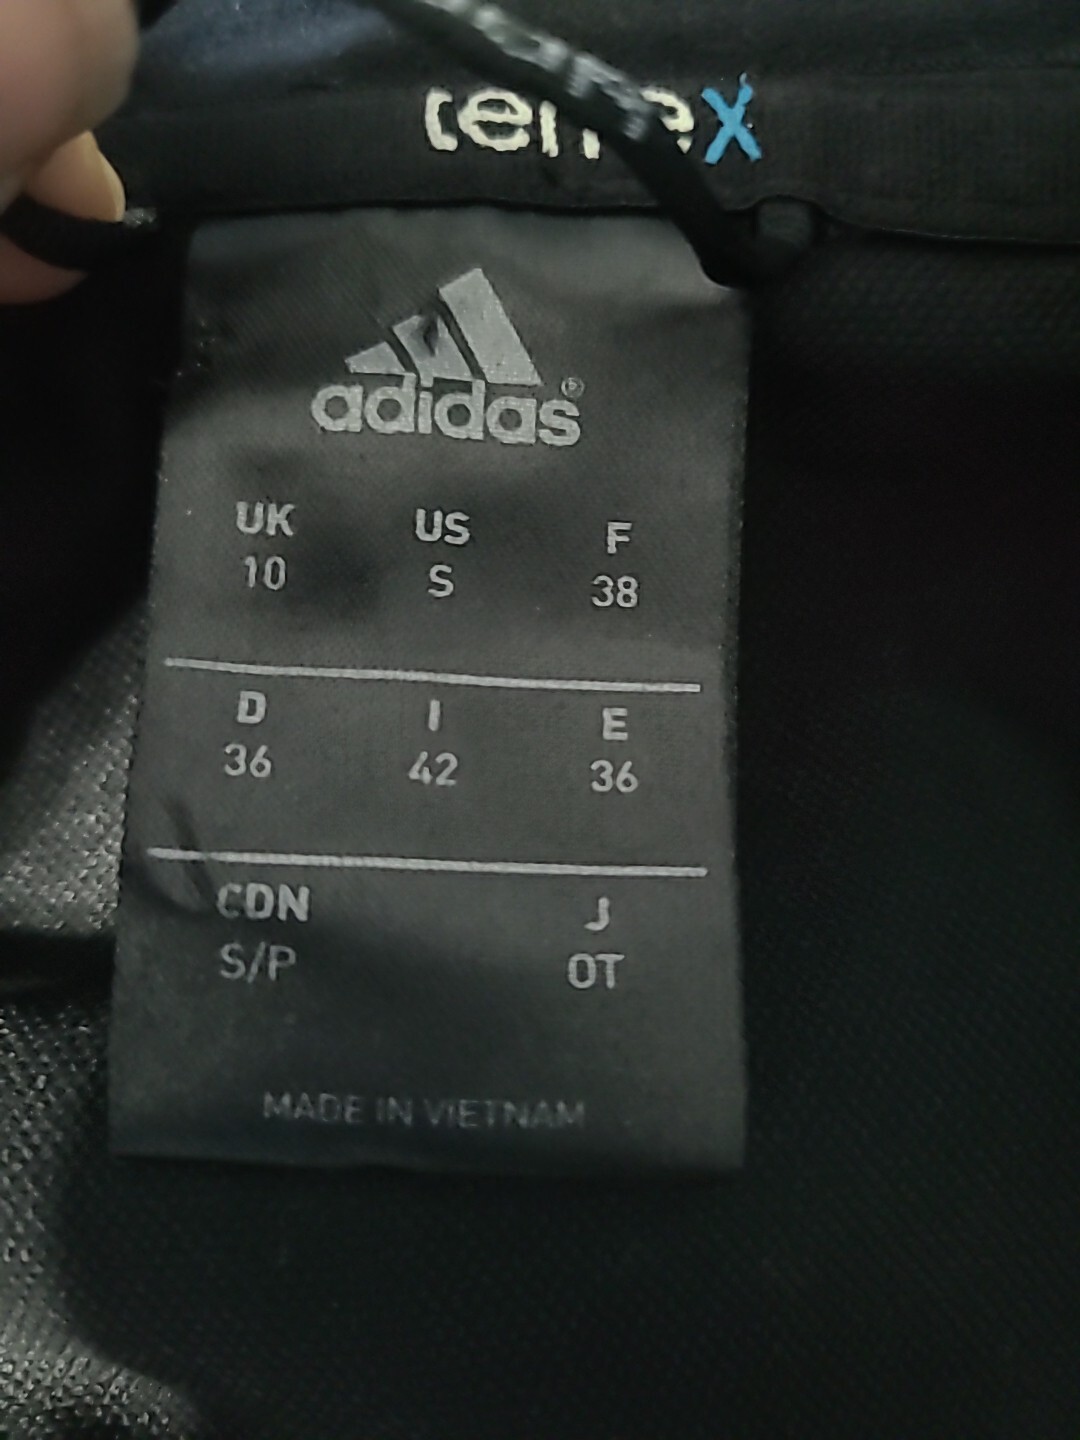 adidas®
UK US F
10 S 38
D I E
36 42 36
CDN J
S/P OT
MADE IN VIETNAM